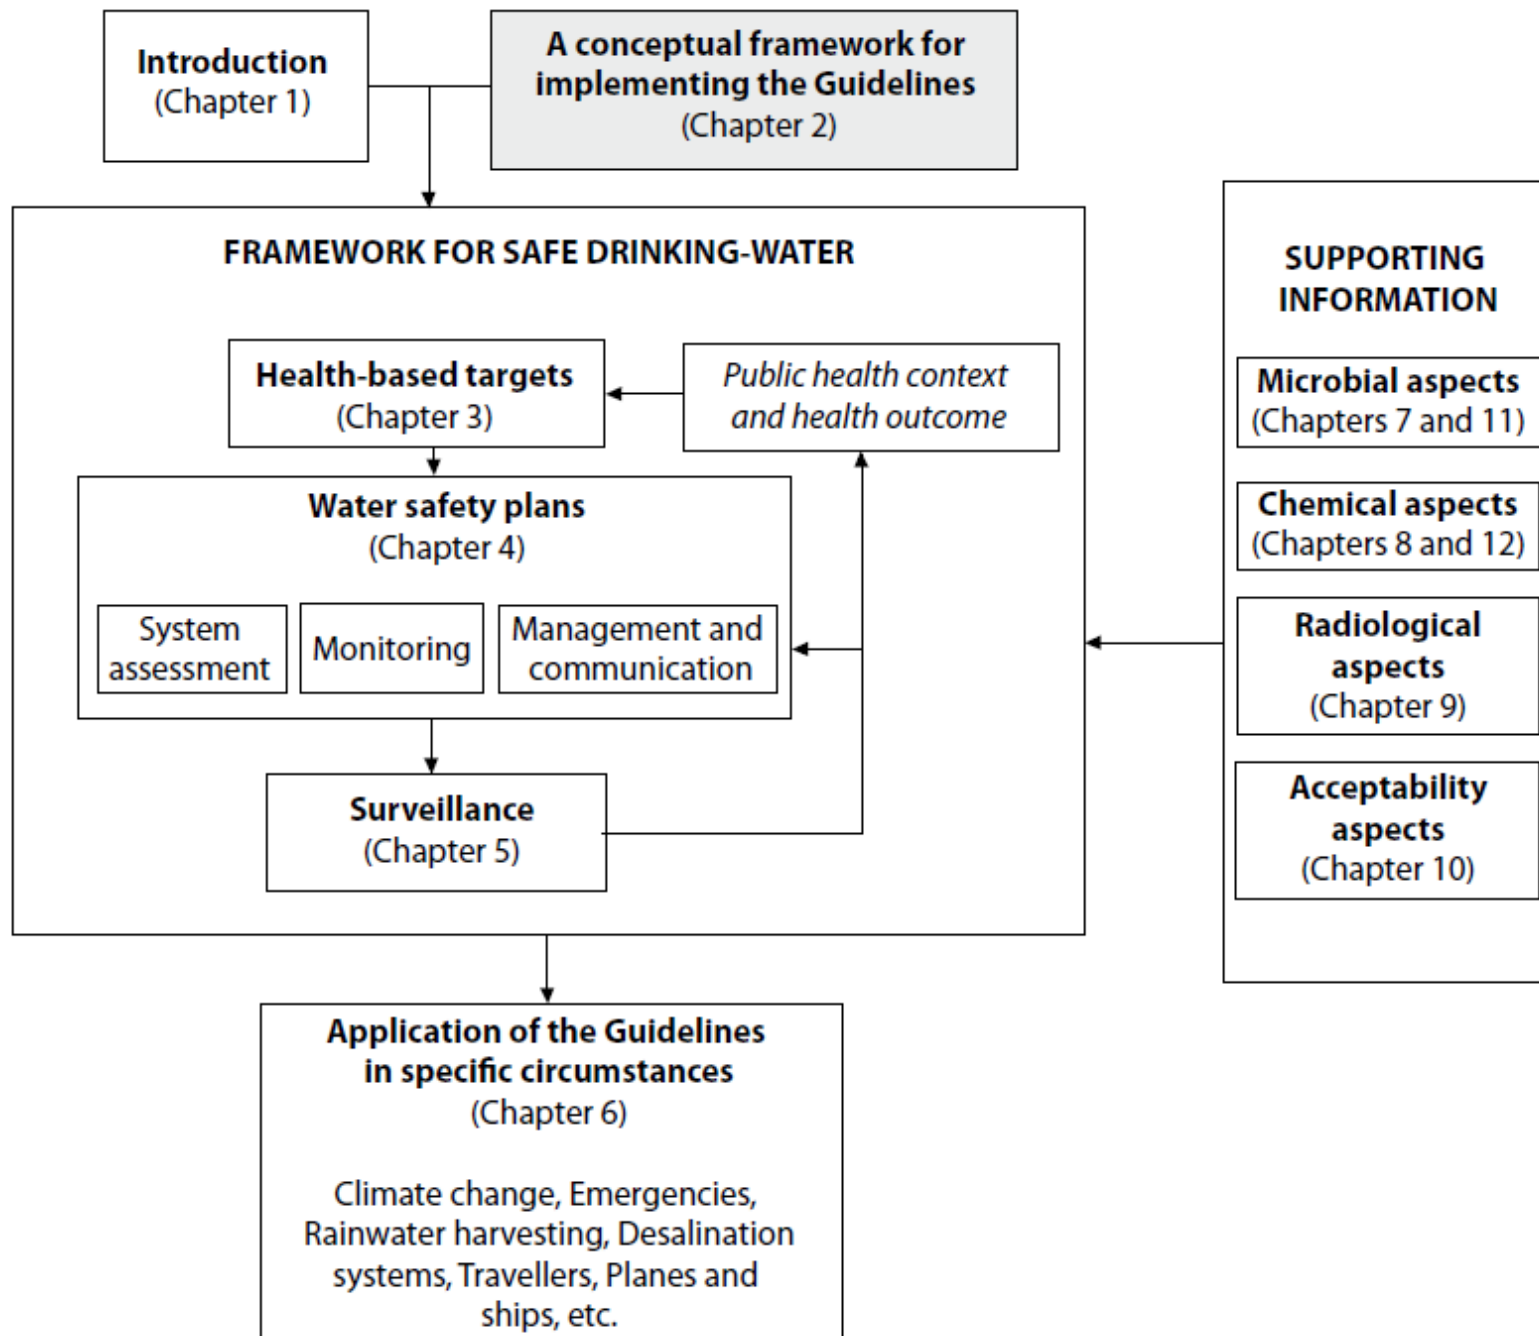 Introduction
(Chapter 1)
A conceptual framework for
implementing the Guidelines
(Chapter 2)
FRAMEWORK FOR SAFE DRINKING-WATER
Health-based targets
(Chapter 3)
Public health context
and health outcome
Water safety plans
(Chapter 4)
System
assessment
Monitoring
Management and
communication
Surveillance
(Chapter 5)
SUPPORTING
INFORMATION
Microbial aspects
(Chapters 7 and 11)
Chemical aspects
(Chapters 8 and 12)
Radiological
aspects
(Chapter 9)
Acceptability
aspects
(Chapter 10)
Application of the Guidelines
in specific circumstances
(Chapter 6)
Climate change, Emergencies,
Rainwater harvesting, Desalination
systems, Travellers, Planes and
ships, etc.